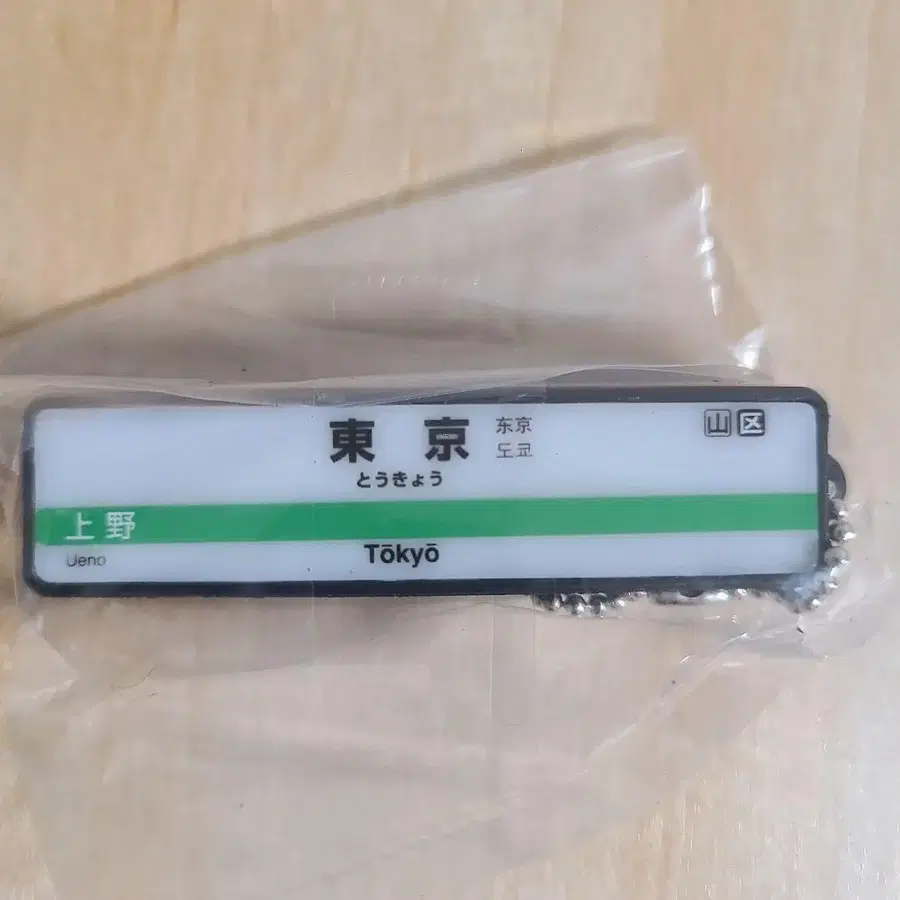 東京 东京
도쿄
とうきょう
山 区
上野
Ueno
Tōkyō